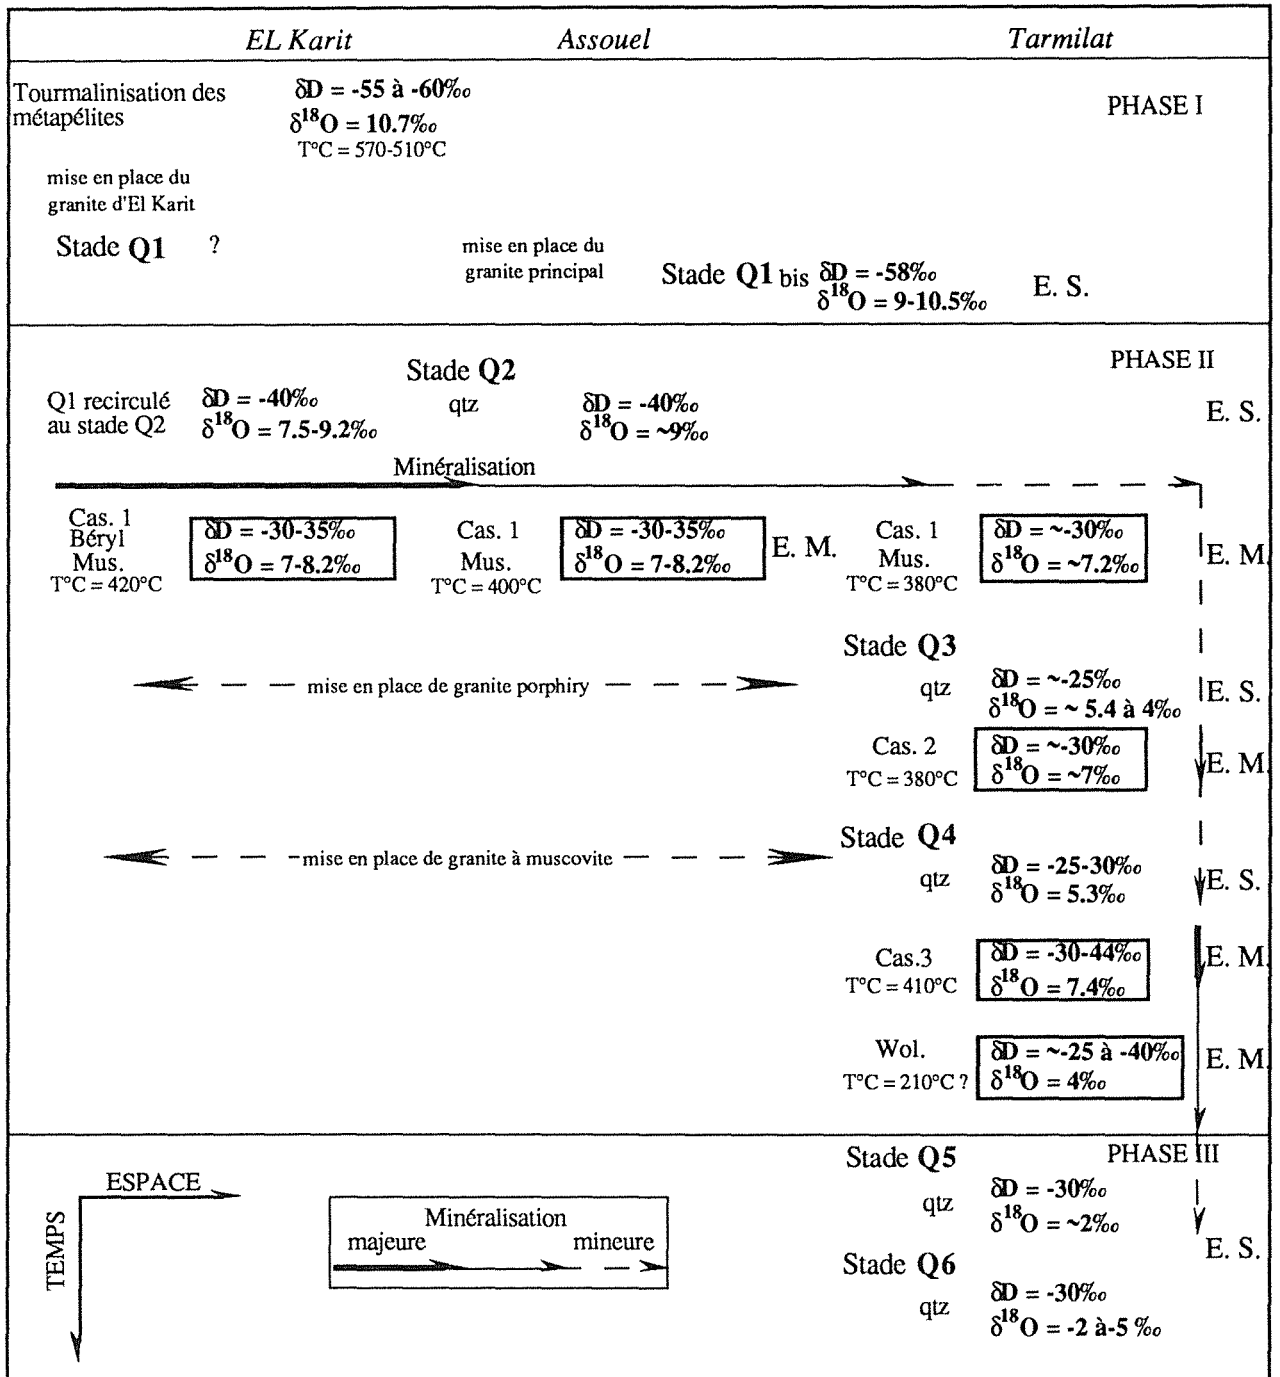 EL Karit Assouel Tarmilat
Tourmalinisation des
métapélites
δD = -55 à -60‰
δ¹⁸O = 10.7‰
T°C = 570-510°C
PHASE I
mise en place du
granite d'El Karit
Stade Q1 ?
mise en place du
granite principal
Stade Q1 bis
δD = -58‰
δ¹⁸O = 9-10.5‰
E. S.
PHASE II
Stade Q2
qtz
Q1 recirculé
au stade Q2
δD = -40‰
δ¹⁸O = 7.5-9.2‰
δD = -40‰
δ¹⁸O = ~9‰
E. S.
Minéralisation
Cas. 1
Béryl
Mus.
T°C = 420°C
δD = -30-35‰
δ¹⁸O = 7-8.2‰
Cas. 1
Mus.
T°C = 400°C
δD = -30-35‰
δ¹⁸O = 7-8.2‰
E. M.
Cas. 1
Mus.
T°C = 380°C
δD = ~-30‰
δ¹⁸O = ~7.2‰
E. M.
Stade Q3
qtz
mise en place de granite porphiry
δD = ~-25‰
δ¹⁸O = ~ 5.4 à 4‰
E. S.
Cas. 2
T°C = 380°C
δD = ~-30‰
δ¹⁸O = ~7‰
E. M.
Stade Q4
qtz
mise en place de granite à muscovite
δD = -25-30‰
δ¹⁸O = 5.3‰
E. S.
Cas.3
T°C = 410°C
δD = -30-44‰
δ¹⁸O = 7.4‰
E. M.
Wol.
T°C = 210°C ?
δD = ~-25 à -40‰
δ¹⁸O = 4‰
E. M.
PHASE III
Stade Q5
qtz
δD = -30‰
δ¹⁸O = ~2‰
E. S.
Stade Q6
qtz
δD = -30‰
δ¹⁸O = -2 à-5 ‰
ESPACE
TEMPS
Minéralisation
majeure mineure